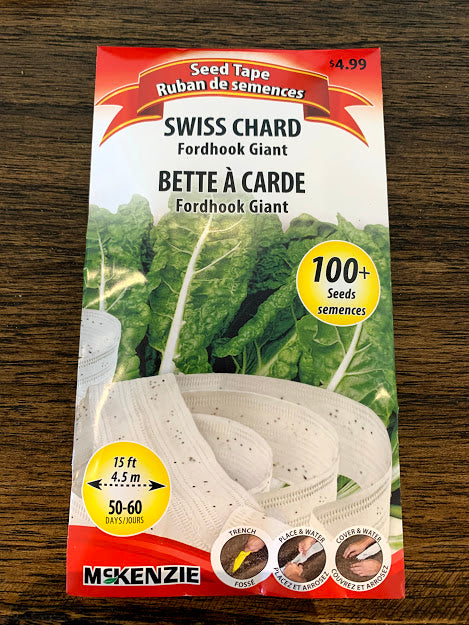 $4.99
Seed Tape
Ruban de semences
SWISS CHARD
Fordhook Giant
BETTE À CARDE
Fordhook Giant
100+
Seeds
semences
15 ft
4.5 m
50-60
DAYS/JOURS
TRENCH
FOSSE
PLACE & WATER
PLACEZ ET ARROSEZ
COVER & WATER
COUVREZ ET ARROSEZ
McKENZIE